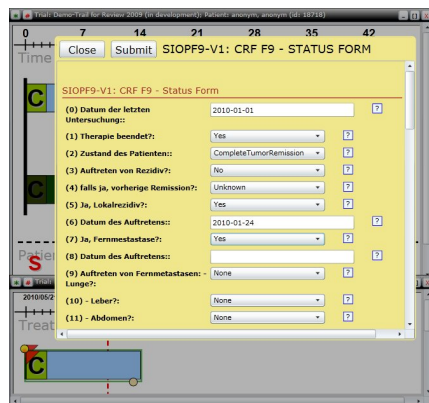 Trial: Demo-Trail for Review 2009 (in development); Patient: anonym, anonym (id: 18718)
0 7 14 21 28 35 42
Time
Close Submit SIOPF9-V1: CRF F9 - STATUS FORM
SIOPF9-V1: CRF F9 - Status Form
(0) Datum der letzten
Untersuchung:: 2010-01-01 ?
(1) Therapie beendet?: Yes ?
(2) Zustand des Patienten:: CompleteTumorRemission ?
(3) Auftreten von Rezidiv?: No ?
(4) falls ja, vorherige Remission?: Unknown ?
(5) Ja, Lokalrezidiv?: Yes ?
(6) Datum des Auftretens:: 2010-01-24 ?
(7) Ja, Fernmetastase?: Yes ?
(8) Datum des Auftretens:: ?
(9) Auftreten von Fernmetastasen: -
Lunge?: None ?
(10) - Leber?: None ?
(11) - Abdomen?: None ?
C
C
S
Trial:
2010/05/2
Treat
C